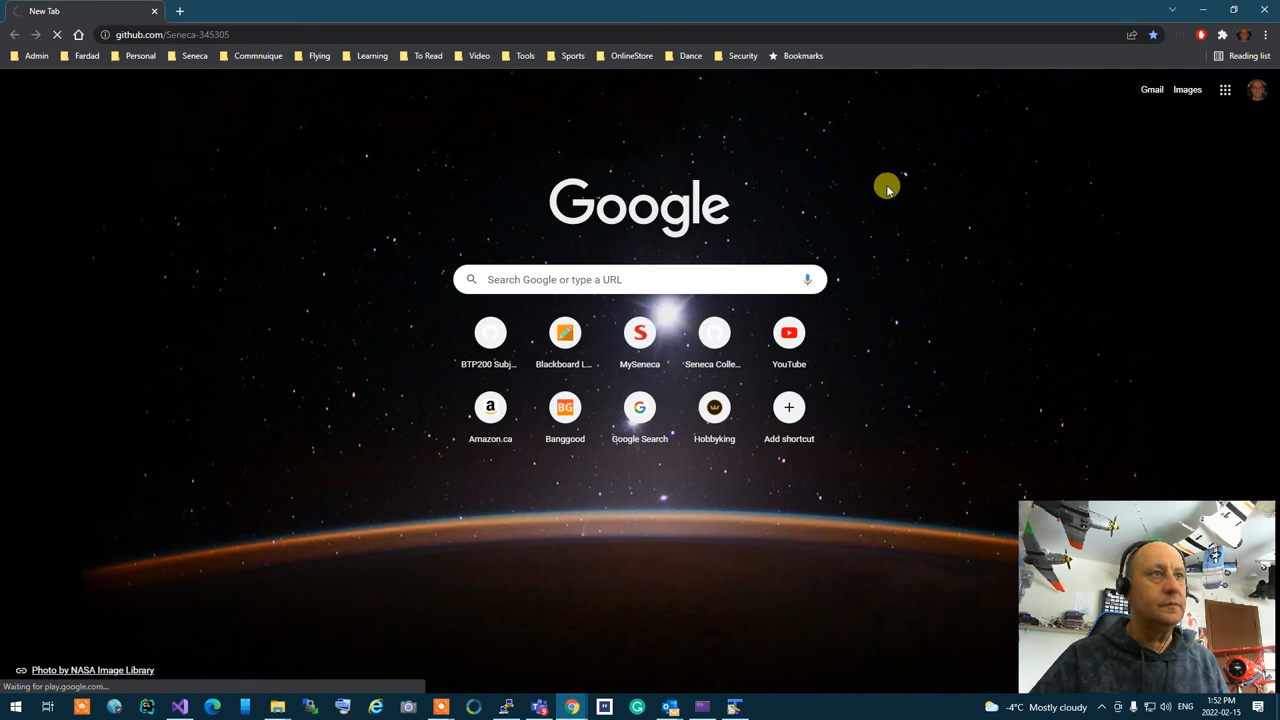 New Tab
github.com/Seneca-345305
Admin Fardad Personal Seneca Commnuique Flying Learning To Read Video Tools Sports OnlineStore Dance Security Bookmarks Reading list
Gmail Images
Google
Search Google or type a URL
BTP200 Subj... Blackboard L... MySeneca Seneca Colle... YouTube
Amazon.ca Banggood Google Search Hobbyking Add shortcut
Photo by NASA Image Library
Waiting for play.google.com...
-4°C Mostly cloudy ENG 1:52 PM
2022-02-15